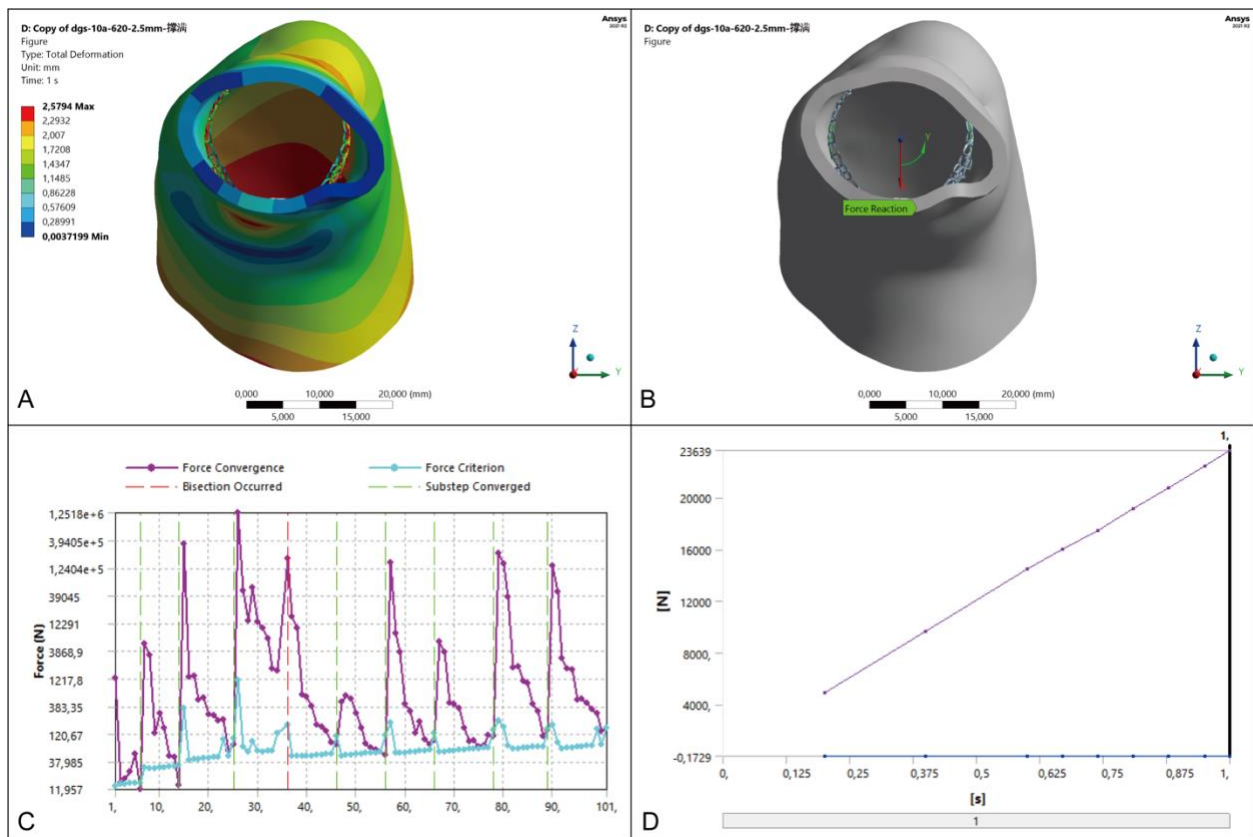 D: Copy of dgs-10a-620-2.5mm-撑满
Figure
Type: Total Deformation
Unit: mm
Time: 1 s
2,5794 Max
2,2932
2,007
1,7208
1,4347
1,1485
0,86228
0,57609
0,28991
0,0037199 Min
Ansys
2021 R2
Z
Y
0,000
10,000
20,000 (mm)
5,000
15,000
A
D: Copy of dgs-10a-620-2.5mm-撑满
Figure
Ansys
2021 R2
Y
Force Reaction
Z
Y
0,000
10,000
20,000 (mm)
5,000
15,000
B
Force Convergence
Force Criterion
Bisection Occurred
Substep Converged
Force (N)
1,2518e+6
3,9405e+5
1,2404e+5
39045
12291
3868,9
1217,8
383,35
120,67
37,985
11,957
1,
10,
20,
30,
40,
50,
60,
70,
80,
90,
101,
C
1,
[N]
23639
20000
16000
12000
8000,
4000,
-0,1729
0,
0,125
0,25
0,375
0,5
0,625
0,75
0,875
1,
[s]
1
D